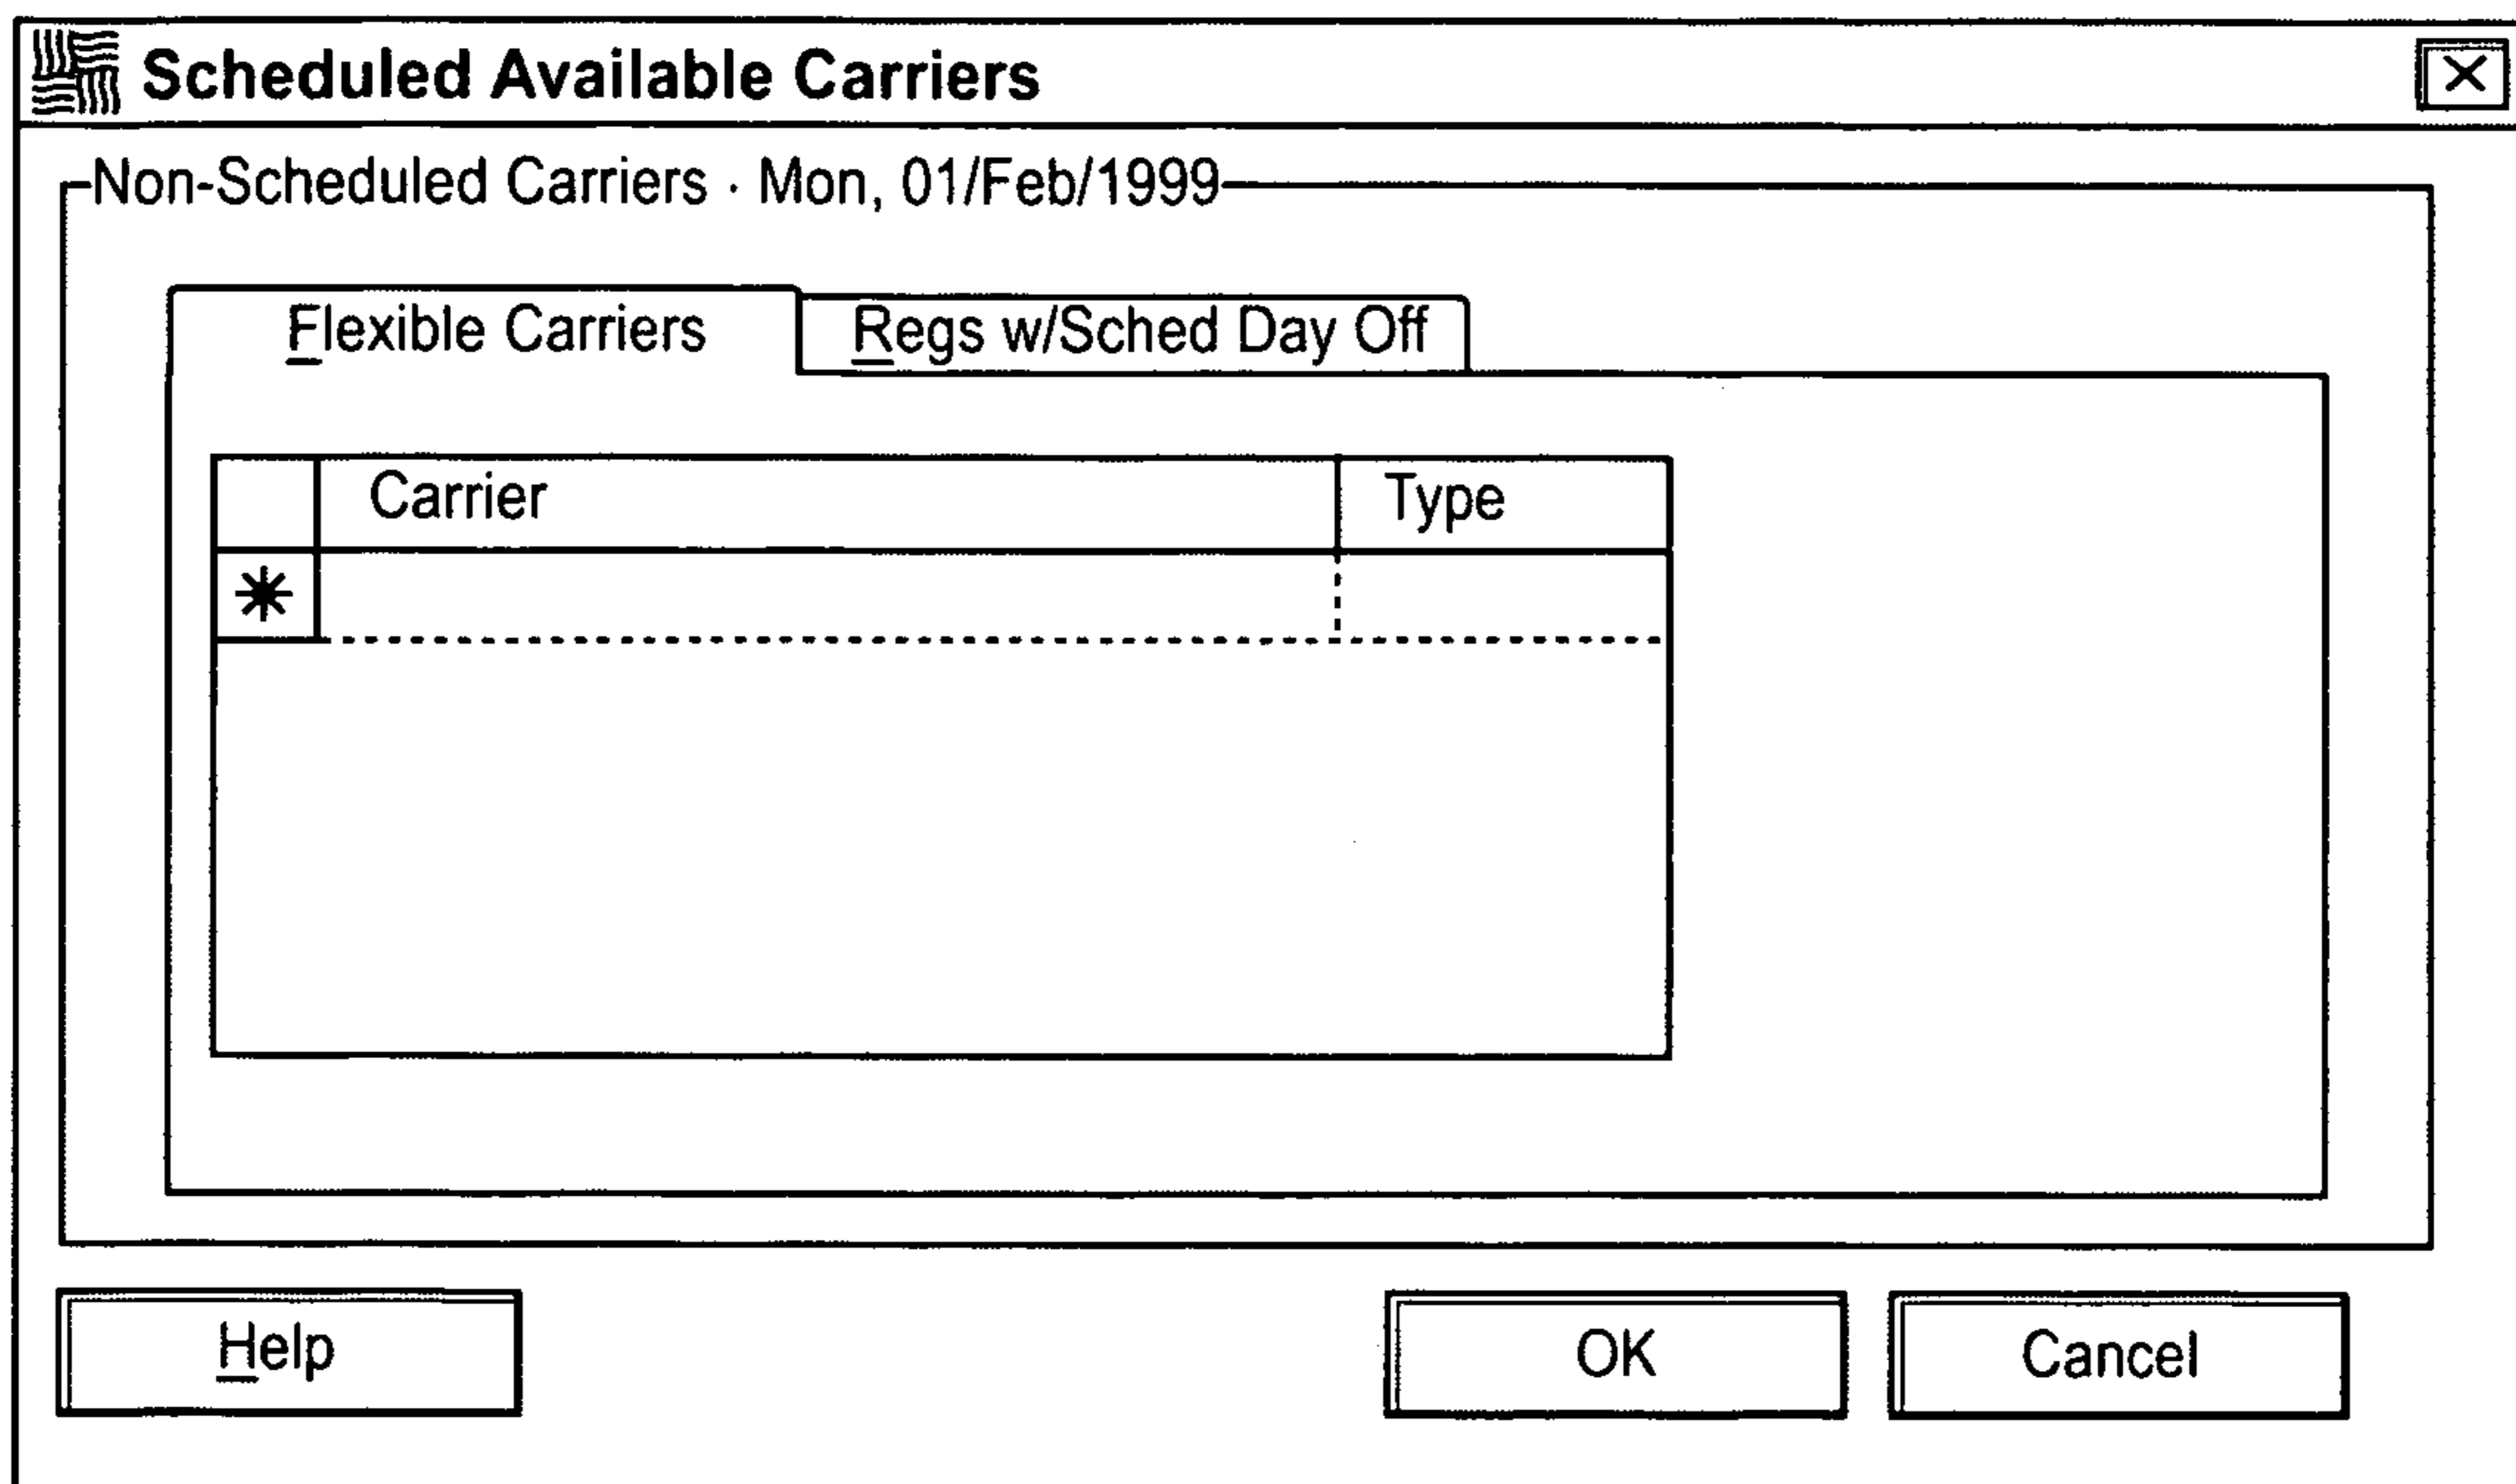 Scheduled Available Carriers
Non-Scheduled Carriers · Mon, 01/Feb/1999
Flexible Carriers Regs w/Sched Day Off
Carrier Type
*
Help OK Cancel